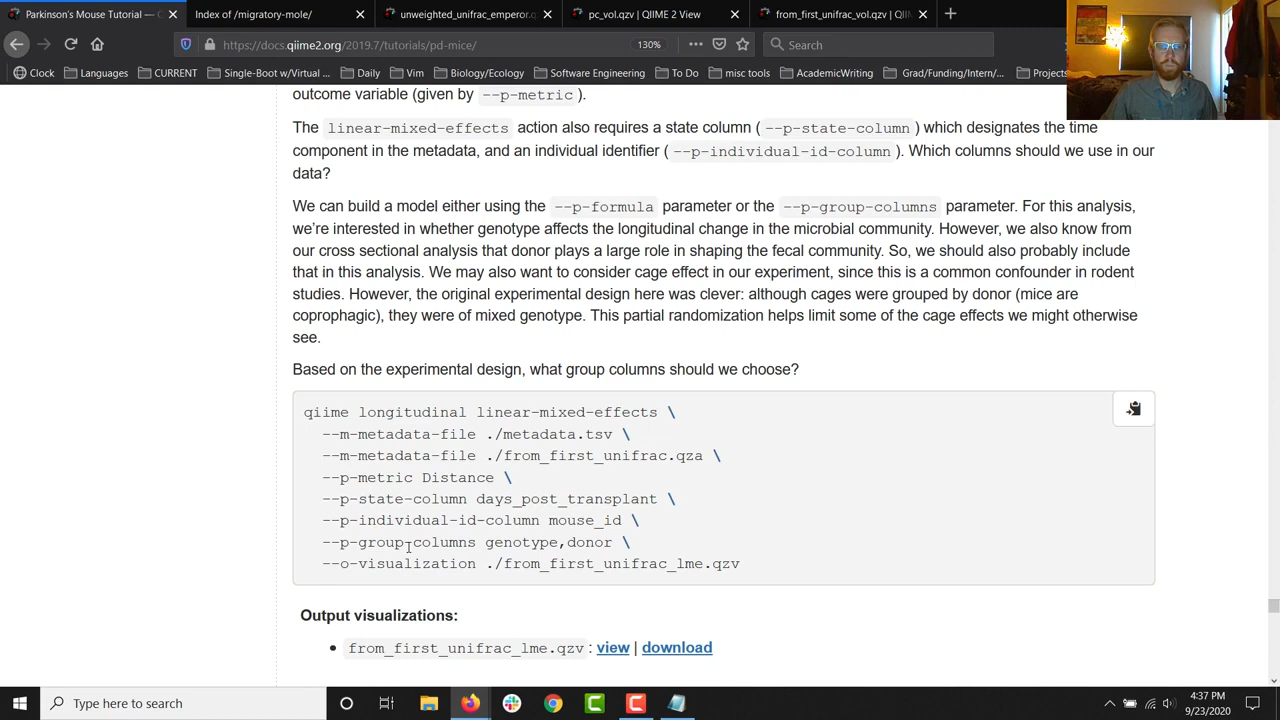 Parkinson's Mouse Tutorial — C
Index of /migratory-mole/
unweighted_unifrac_emperor.q
pc_vol.qzv | QIIME 2 View
from_first_unifrac_vol.qzv | QII
https://docs.qiime2.org/2019.7/tutorials/pd-mice/
130%
Search
Clock
Languages
CURRENT
Single-Boot w/Virtual ...
Daily
Vim
Biology/Ecology
Software Engineering
To Do
misc tools
AcademicWriting
Grad/Funding/Intern/...
Projects
outcome variable (given by --p-metric ).
The linear-mixed-effects action also requires a state column ( --p-state-column ) which designates the time
component in the metadata, and an individual identifier ( --p-individual-id-column ). Which columns should we use in our
data?
We can build a model either using the --p-formula parameter or the --p-group-columns parameter. For this analysis,
we're interested in whether genotype affects the longitudinal change in the microbial community. However, we also know from
our cross sectional analysis that donor plays a large role in shaping the fecal community. So, we should also probably include
that in this analysis. We may also want to consider cage effect in our experiment, since this is a common confounder in rodent
studies. However, the original experimental design here was clever: although cages were grouped by donor (mice are
coprophagic), they were of mixed genotype. This partial randomization helps limit some of the cage effects we might otherwise
see.
Based on the experimental design, what group columns should we choose?
qiime longitudinal linear-mixed-effects \
--m-metadata-file ./metadata.tsv \
--m-metadata-file ./from_first_unifrac.qza \
--p-metric Distance \
--p-state-column days_post_transplant \
--p-individual-id-column mouse_id \
--p-group-columns genotype,donor \
--o-visualization ./from_first_unifrac_lme.qzv
Output visualizations:
• from_first_unifrac_lme.qzv : view | download
Type here to search
4:37 PM
9/23/2020